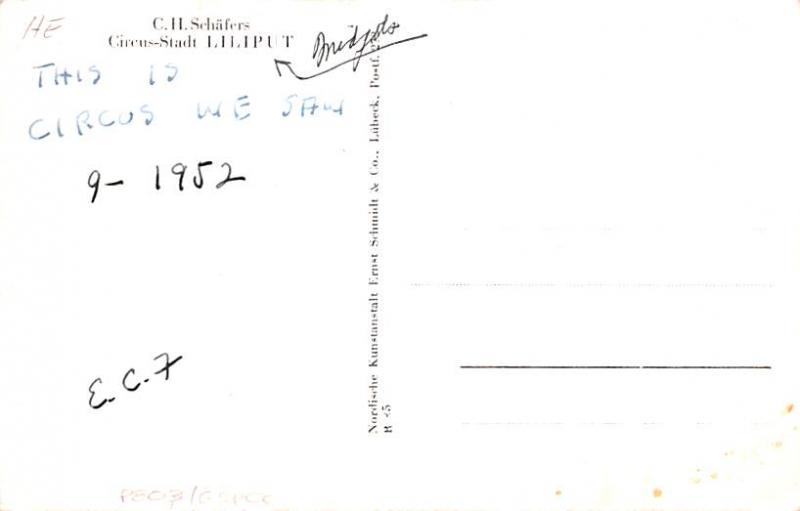 HE
C. H. Schäfers
Circus-Stadt LILIPUT
Midgets
THIS IS
CIRCUS WE SAW
9- 1952
E. C. F
Nordische Kunstanstalt Ernst Schmidt & Co., Lübeck, Postf.